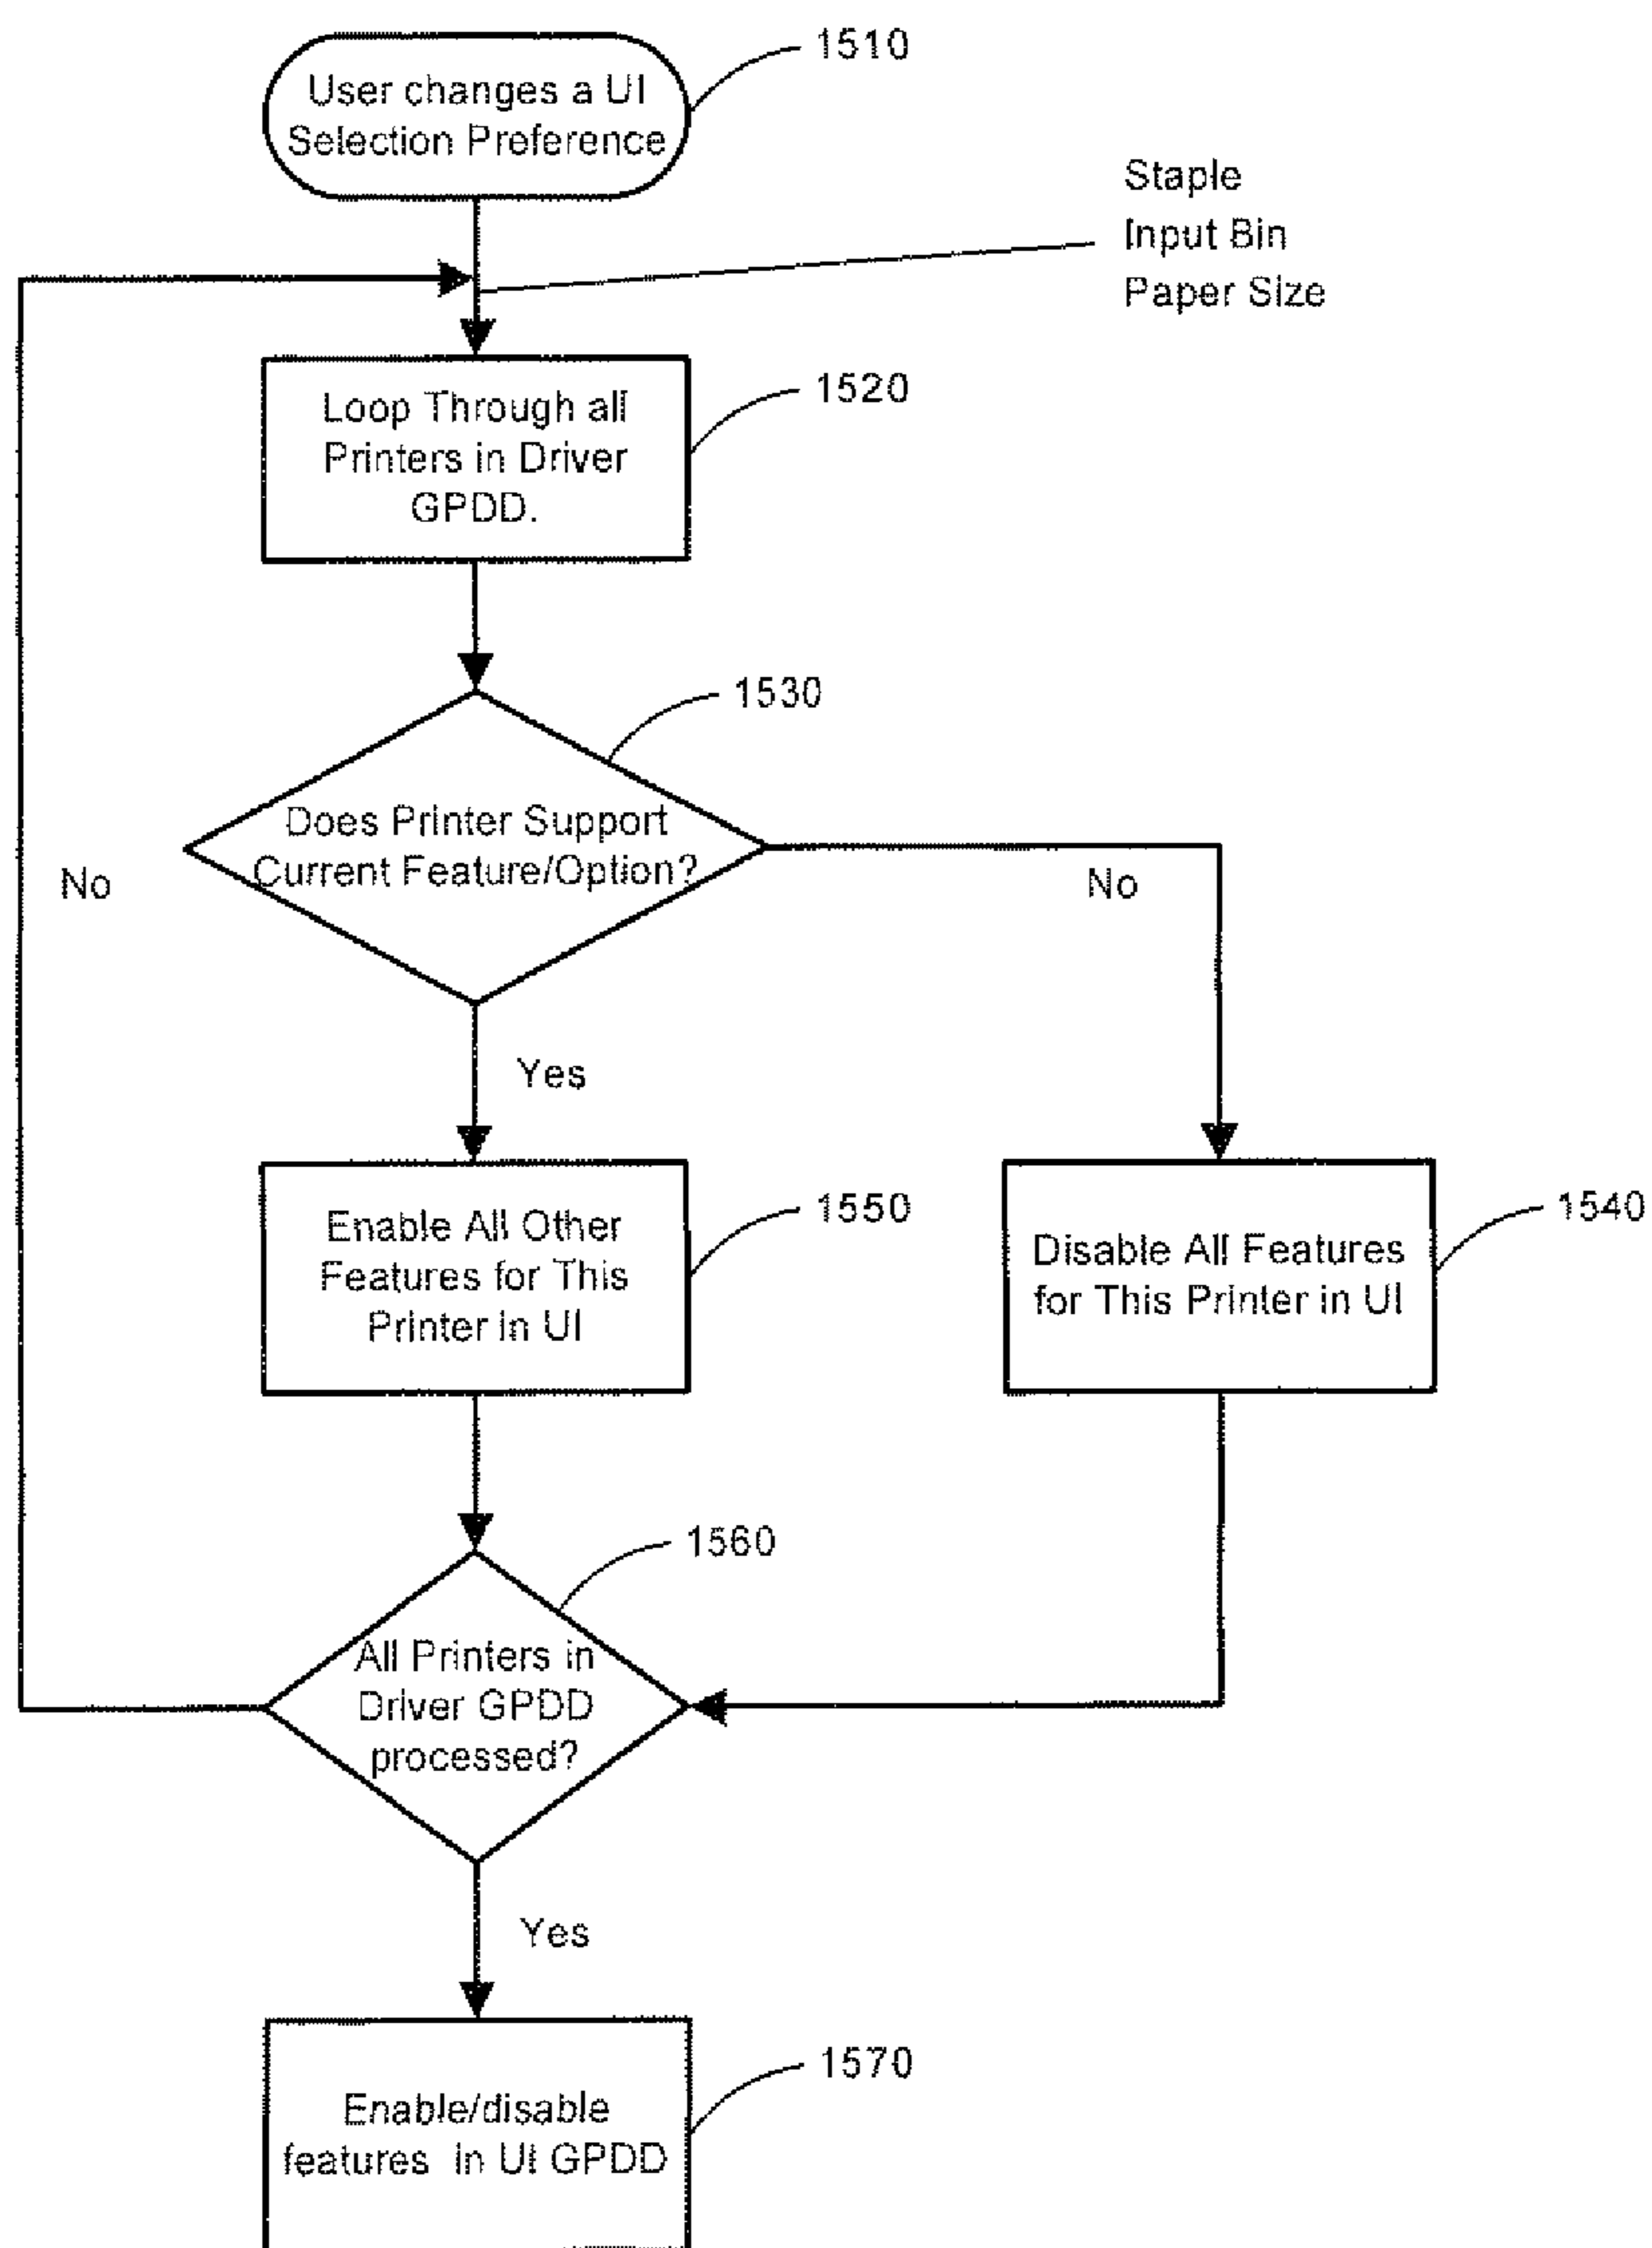 1510
User changes a UI
Selection Preference
Staple
Input Bin
Paper Size
1520
Loop Through all
Printers in Driver
GPDD.
1530
Does Printer Support
Current Feature/Option?
No
No
Yes
1550
Enable All Other
Features for This
Printer in UI
1540
Disable All Features
for This Printer in UI
1560
All Printers in
Driver GPDD
processed?
Yes
1570
Enable/disable
features in UI GPDD